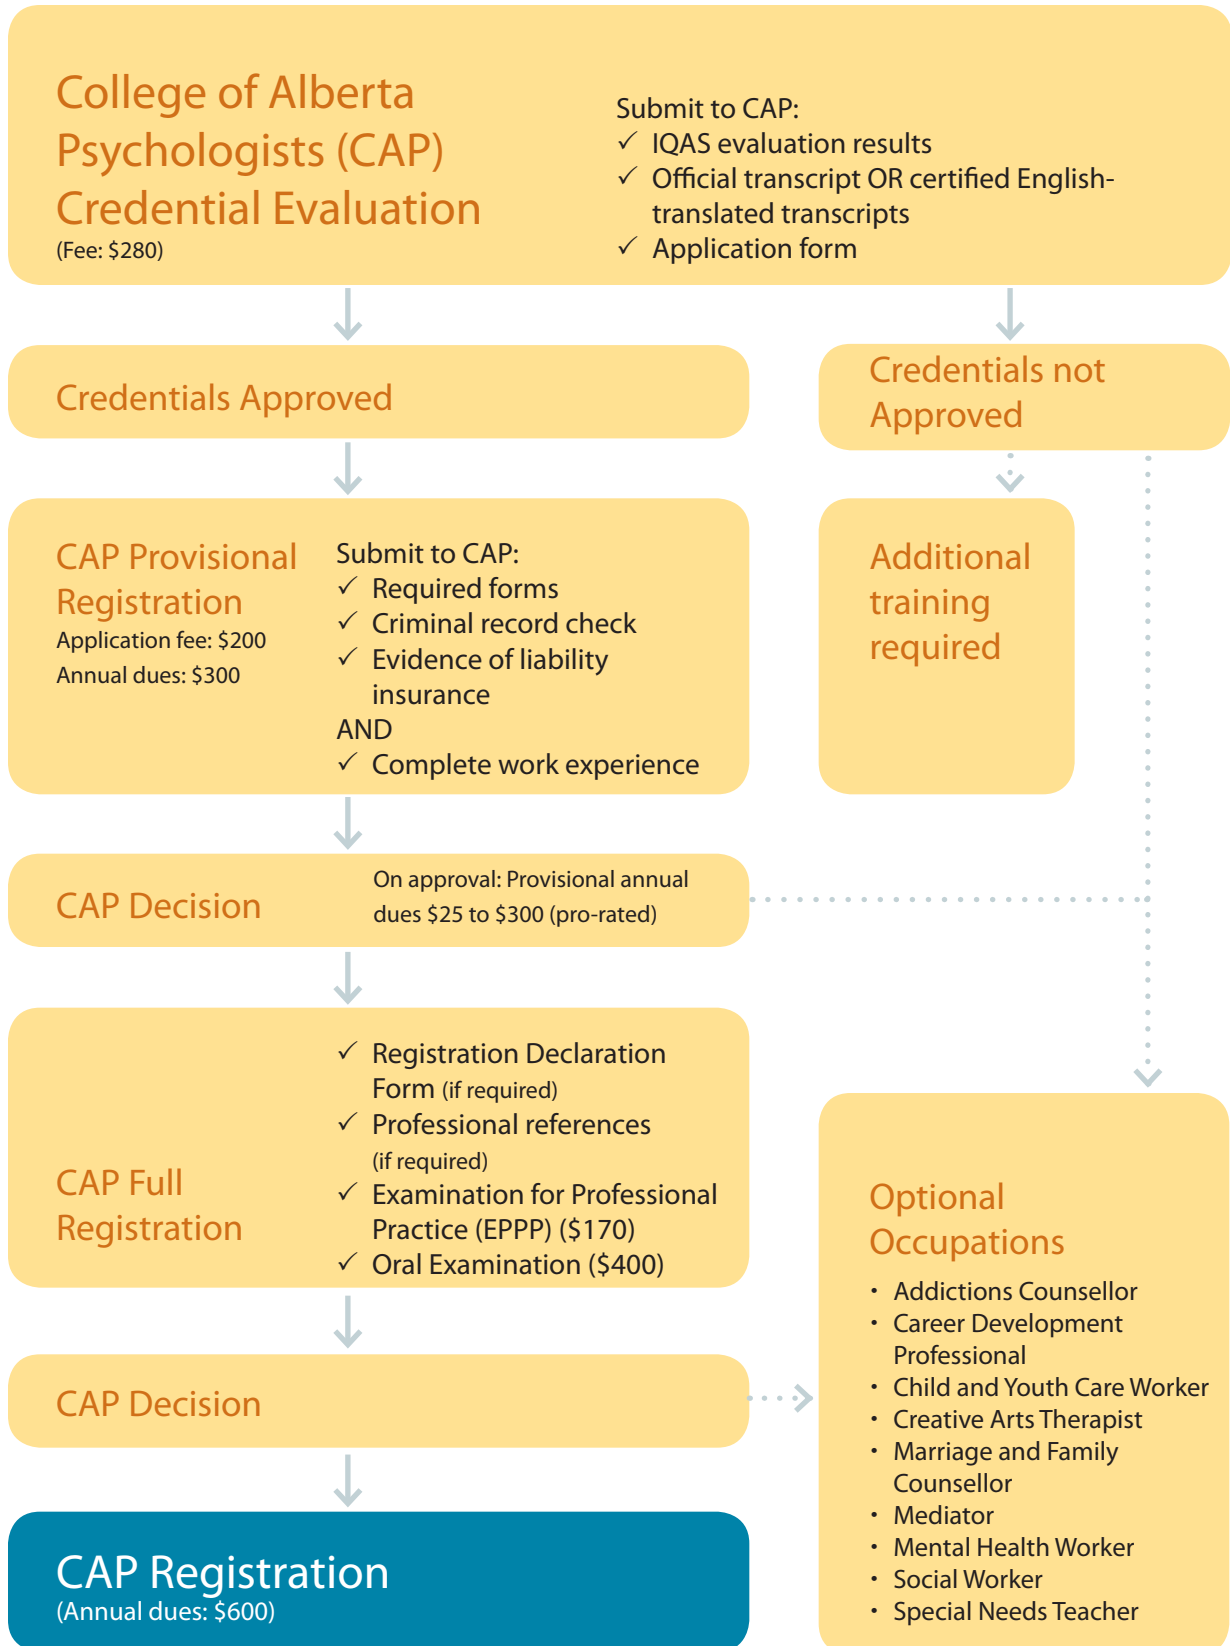 College of Alberta
Psychologists (CAP)
Credential Evaluation
(Fee: $280)
Submit to CAP:
✓ IQAS evaluation results
✓ Official transcript OR certified English-
translated transcripts
✓ Application form
Credentials Approved
Credentials not
Approved
CAP Provisional
Registration
Application fee: $200
Annual dues: $300
Submit to CAP:
✓ Required forms
✓ Criminal record check
✓ Evidence of liability
insurance
AND
✓ Complete work experience
Additional
training
required
CAP Decision
On approval: Provisional annual
dues $25 to $300 (pro-rated)
CAP Full
Registration
✓ Registration Declaration
Form (if required)
✓ Professional references
(if required)
✓ Examination for Professional
Practice (EPPP) ($170)
✓ Oral Examination ($400)
CAP Decision
CAP Registration
(Annual dues: $600)
Optional
Occupations
• Addictions Counsellor
• Career Development
Professional
• Child and Youth Care Worker
• Creative Arts Therapist
• Marriage and Family
Counsellor
• Mediator
• Mental Health Worker
• Social Worker
• Special Needs Teacher